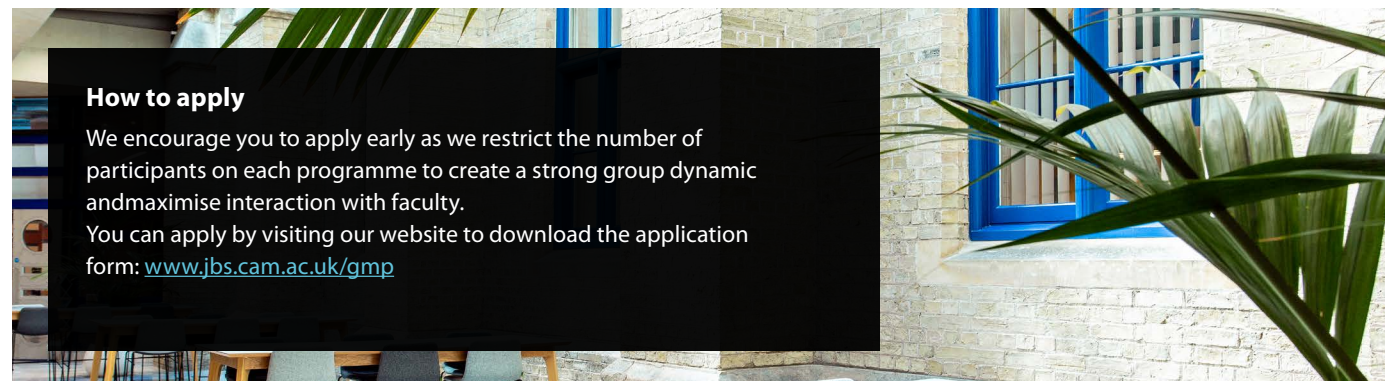 How to apply
We encourage you to apply early as we restrict the number of
participants on each programme to create a strong group dynamic
andmaximise interaction with faculty.
You can apply by visiting our website to download the application
form: www.jbs.cam.ac.uk/gmp